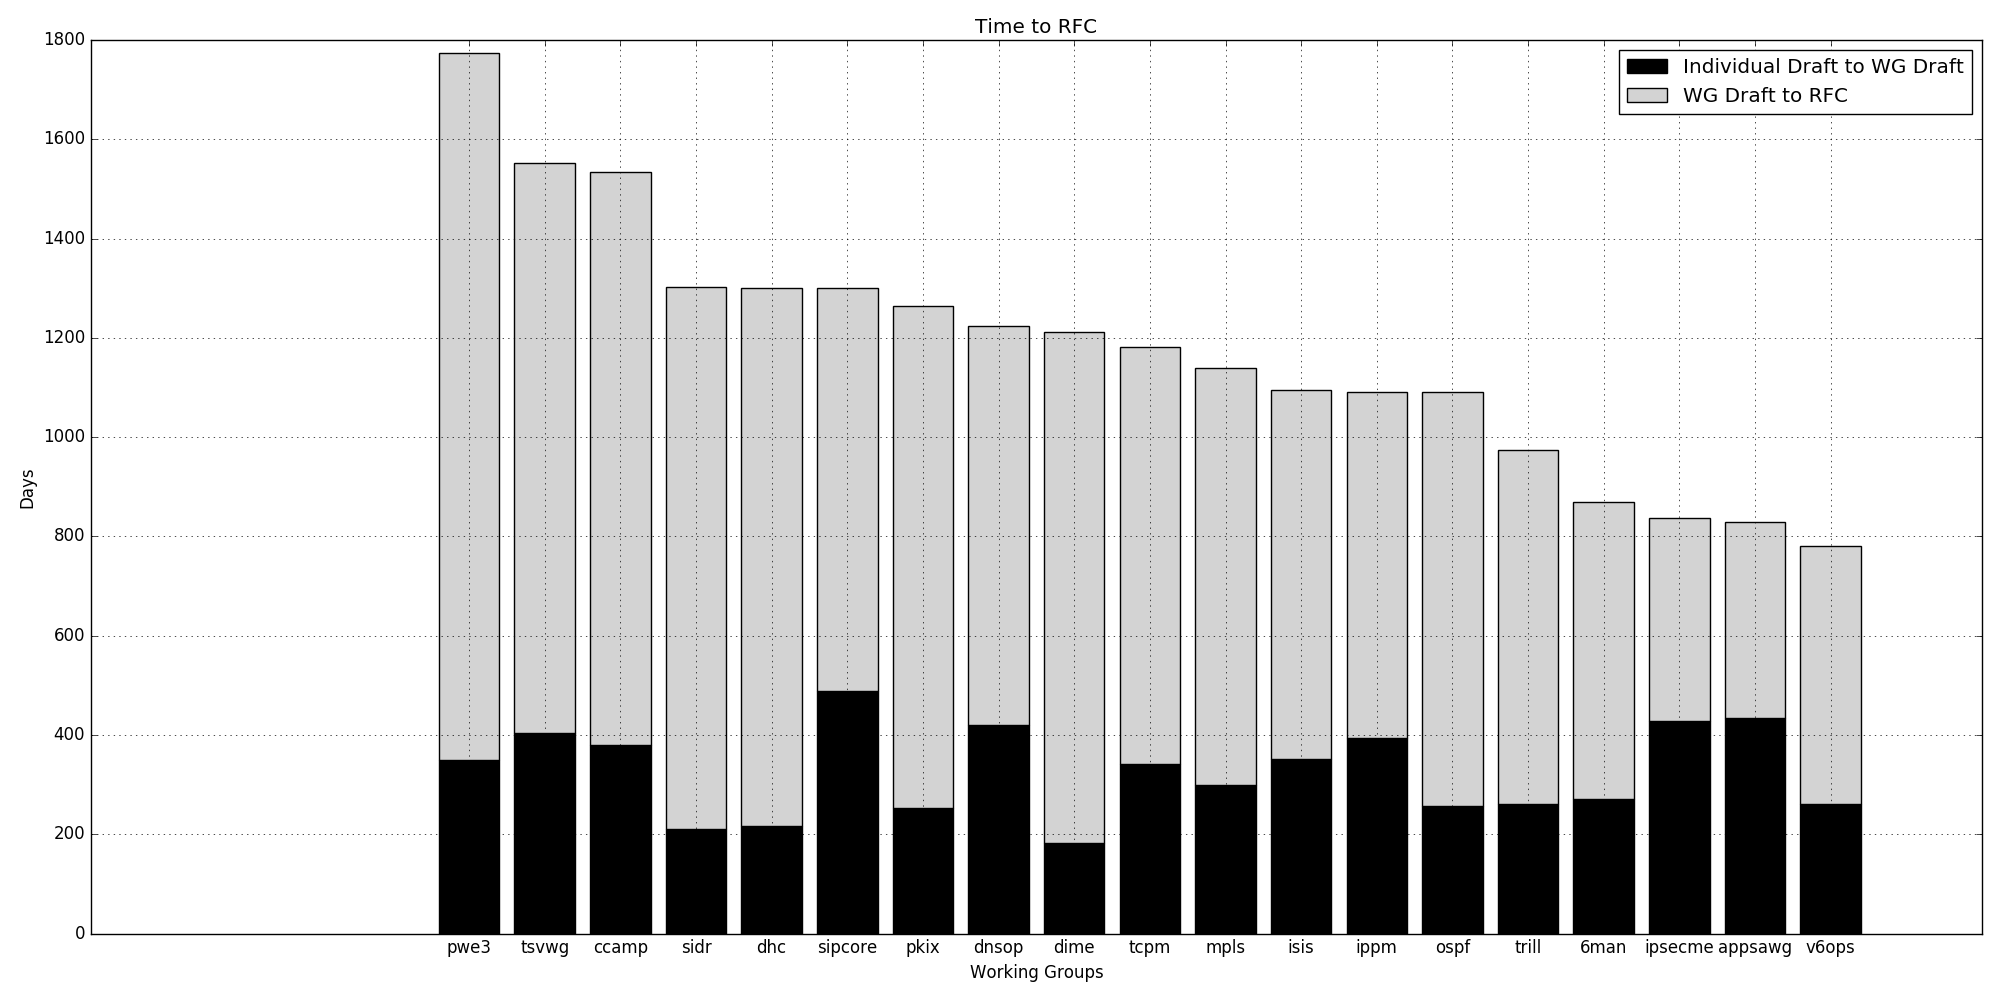 Time to RFC
1800
1600
1400
1200
1000
800
600
400
200
0
Days
Individual Draft to WG Draft
WG Draft to RFC
pwe3 tsvwg ccamp sidr dhc sipcore pkix dnsop dime tcpm mpls isis ippm ospf trill 6man ipsecme appsawg v6ops
Working Groups